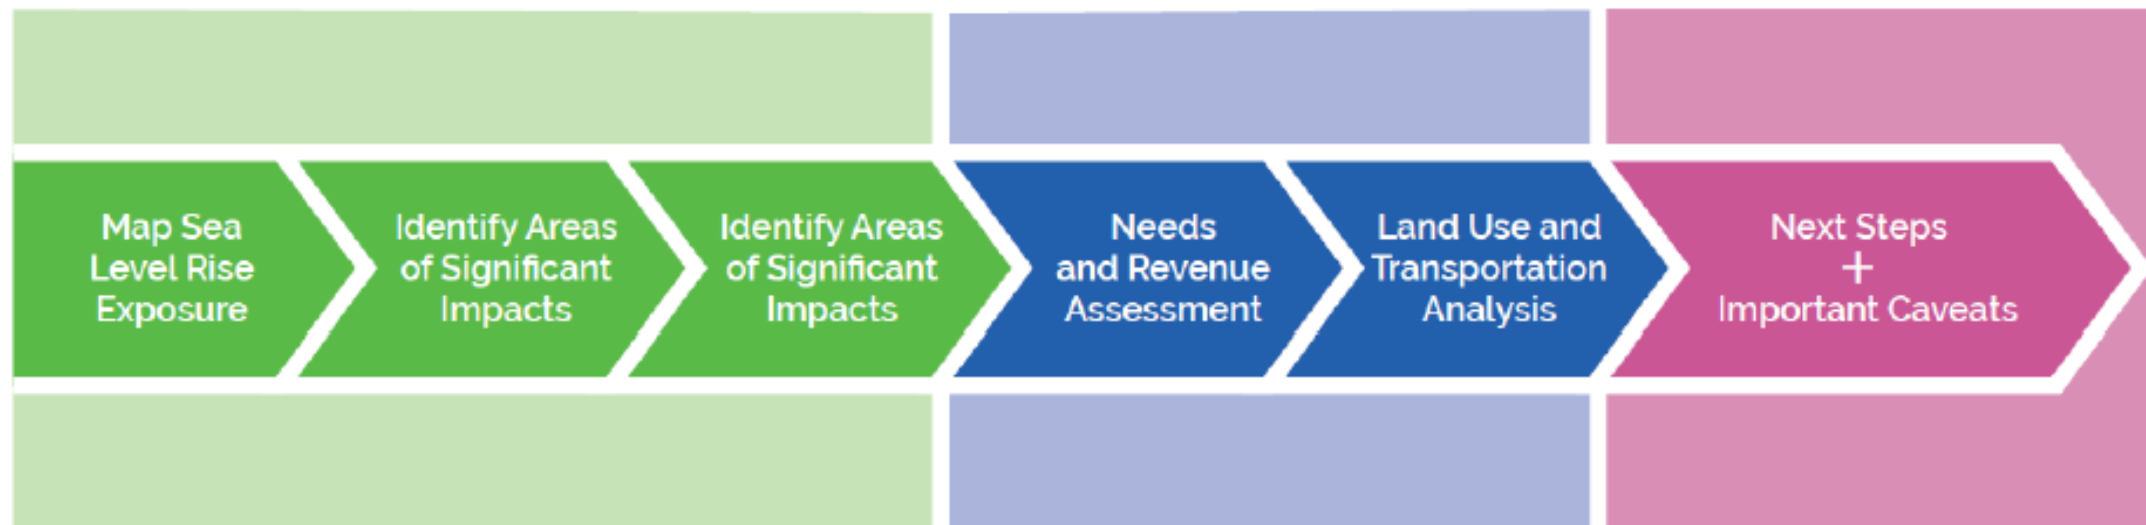 Map Sea
Level Rise
Exposure
Identify Areas
of Significant
Impacts
Identify Areas
of Significant
Impacts
Needs
and Revenue
Assessment
Land Use and
Transportation
Analysis
Next Steps
+
Important Caveats